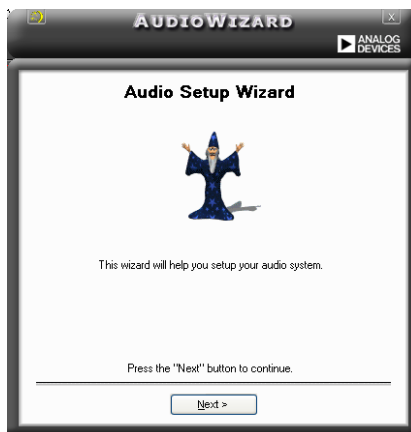 AUDIOWIZARD
X
ANALOG
DEVICES
Audio Setup Wizard
This wizard will help you setup your audio system.
Press the "Next" button to continue.
Next >